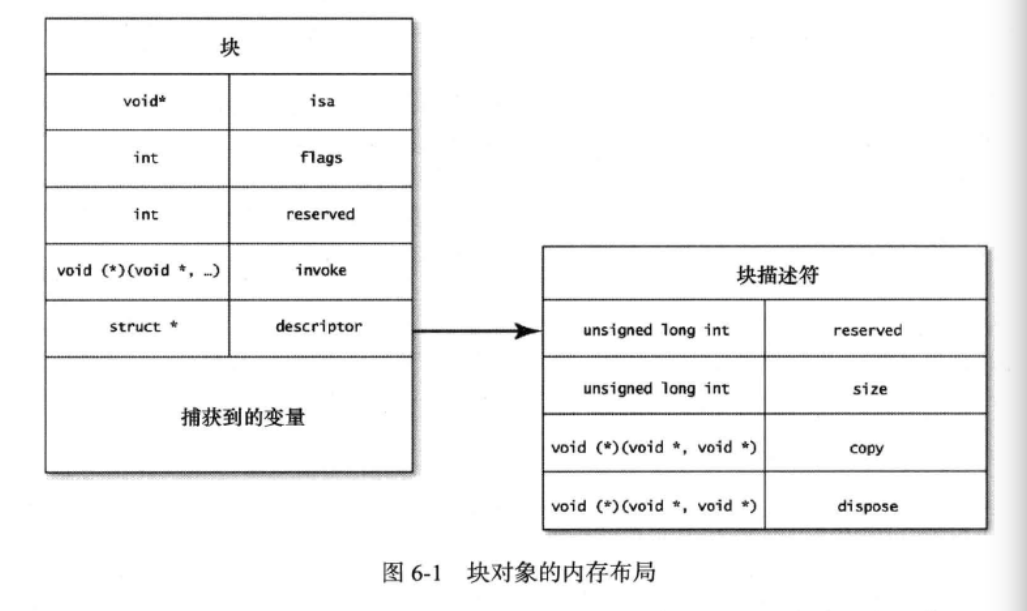 块
void* isa
int flags
int reserved
void (*)(void *, …) invoke
struct * descriptor
捕获到的变量
块描述符
unsigned long int reserved
unsigned long int size
void (*)(void *, void *) copy
void (*)(void *, void *) dispose
图 6-1 块对象的内存布局